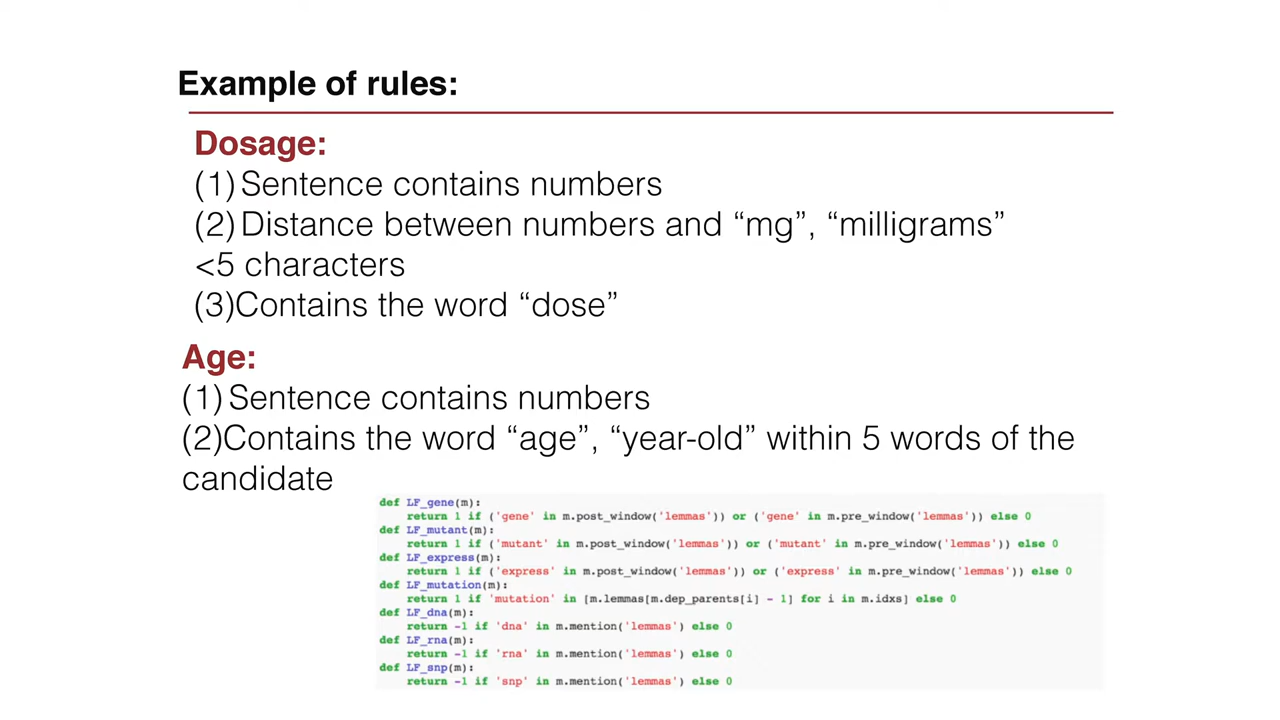 Example of rules:
Dosage:
(1) Sentence contains numbers
(2) Distance between numbers and “mg”, “milligrams”
<5 characters
(3)Contains the word “dose”
Age:
(1) Sentence contains numbers
(2)Contains the word “age”, “year-old” within 5 words of the
candidate
def LF_gene(m):
    return 1 if ('gene' in m.post_window('lemmas')) or ('gene' in m.pre_window('lemmas')) else 0
def LF_mutant(m):
    return 1 if ('mutant' in m.post_window('lemmas')) or ('mutant' in m.pre_window('lemmas')) else 0
def LF_express(m):
    return 1 if ('express' in m.post_window('lemmas')) or ('express' in m.pre_window('lemmas')) else 0
def LF_mutation(m):
    return 1 if 'mutation' in [m.lemmas[m.dep_parents[i] - 1] for i in m.idxs] else 0
def LF_dna(m):
    return -1 if 'dna' in m.mention('lemmas') else 0
def LF_rna(m):
    return -1 if 'rna' in m.mention('lemmas') else 0
def LF_snp(m):
    return -1 if 'snp' in m.mention('lemmas') else 0